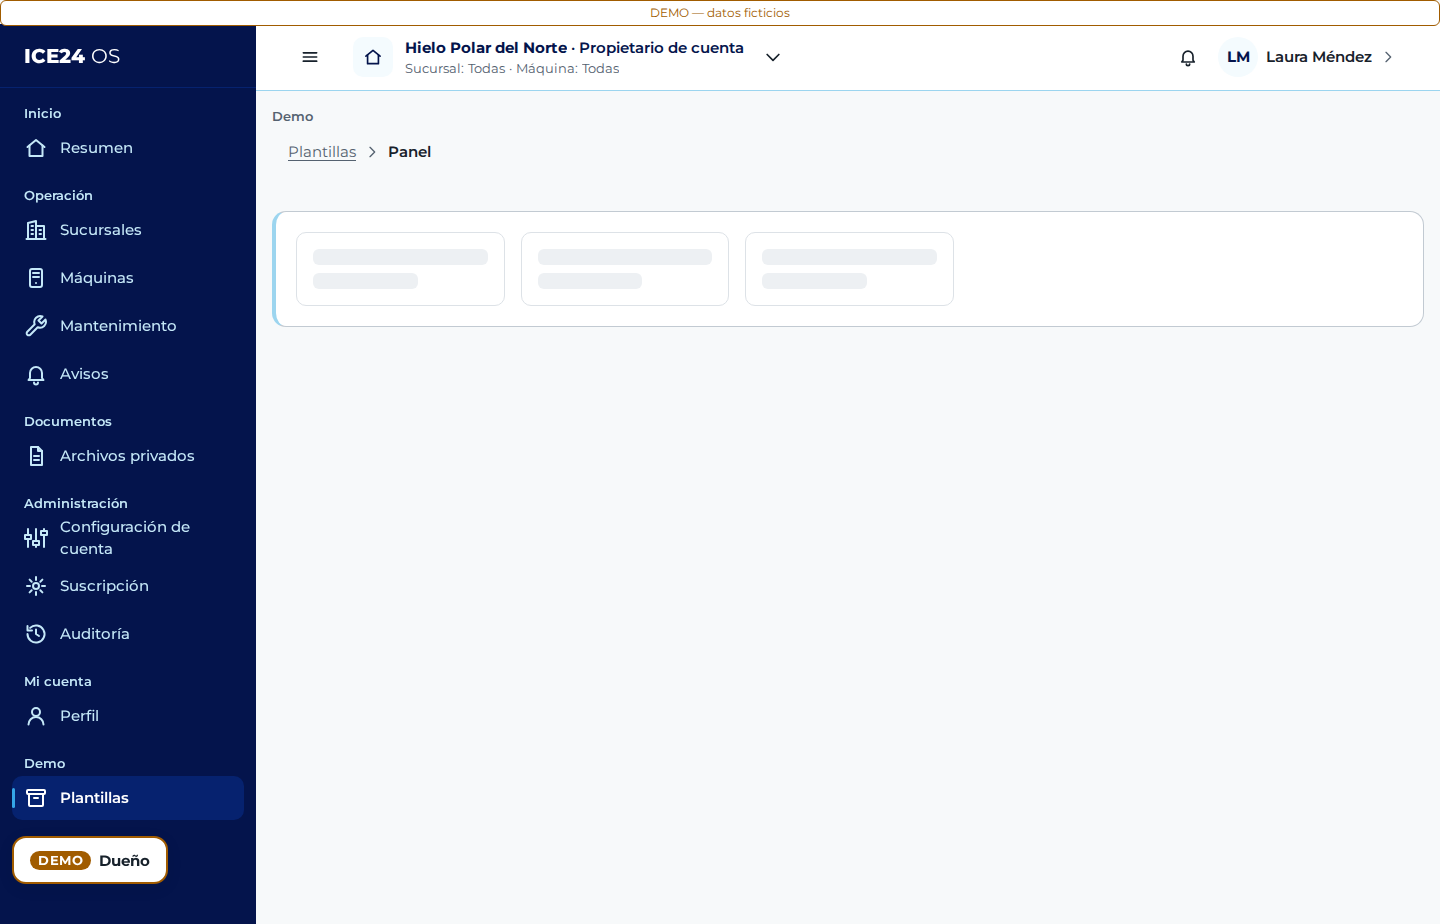 DEMO — datos ficticios
ICE24 OS
Inicio
Resumen
Operación
Sucursales
Máquinas
Mantenimiento
Avisos
Documentos
Archivos privados
Administración
Configuración de
cuenta
Suscripción
Auditoría
Mi cuenta
Perfil
Demo
Plantillas
DEMO Dueño
Hielo Polar del Norte · Propietario de cuenta
Sucursal: Todas · Máquina: Todas
LM Laura Méndez
Demo
Plantillas > Panel